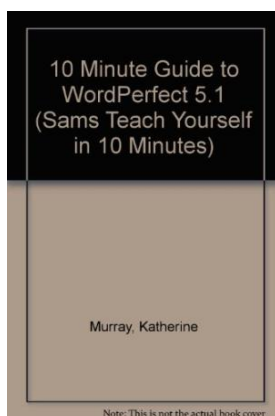 10 Minute Guide to
WordPerfect 5.1
(Sams Teach Yourself
in 10 Minutes)
Murray, Katherine
Note: This is not the actual book cover